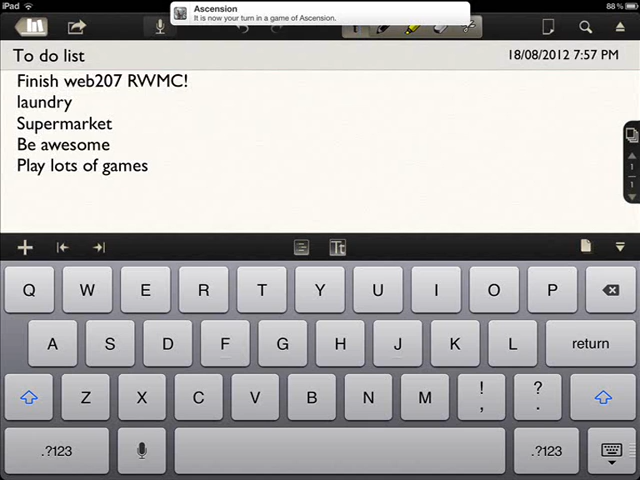 iPad
88 %
Ascension
It is now your turn in a game of Ascension.
To do list
18/08/2012 7:57 PM
Finish web207 RWMC!
laundry
Supermarket
Be awesome
Play lots of games
1
1
Tt
Q W E R T Y U I O P
A S D F G H J K L return
Z X C V B N M ! , ? .
.?123 .?123